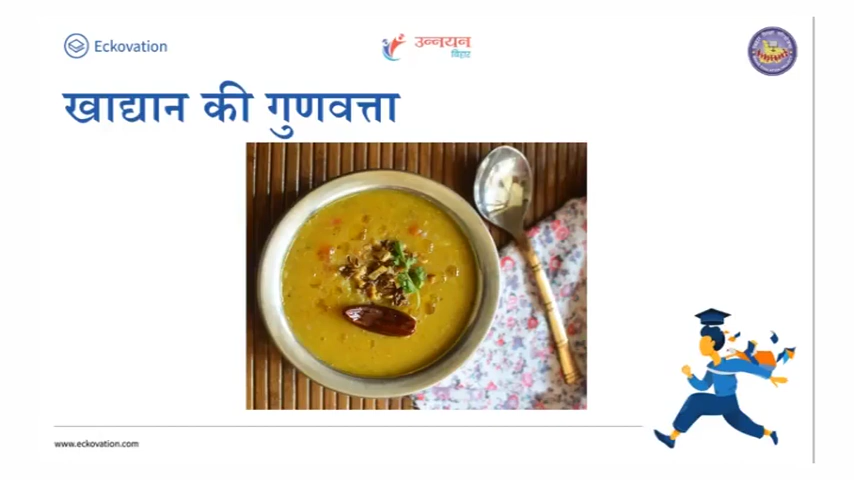 Eckovation
उन्नयन
बिहार
खाद्यान की गुणवत्ता
www.eckovation.com